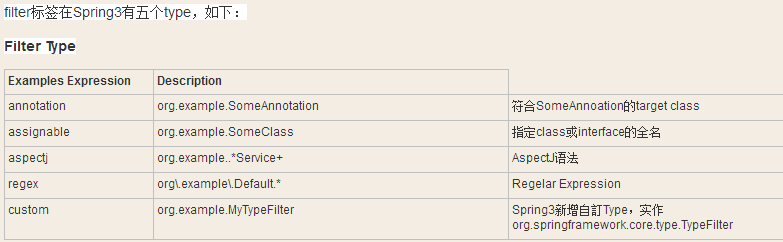 filter标签在Spring3有五个type，如下：
Filter Type
Examples Expression Description
annotation org.example.SomeAnnotation 符合SomeAnnoation的target class
assignable org.example.SomeClass 指定class或interface的全名
aspectj org.example..*Service+ AspectJ语法
regex org\.example\.Default.* Regelar Expression
custom org.example.MyTypeFilter Spring3新增自訂Type，实作
org.springframework.core.type.TypeFilter